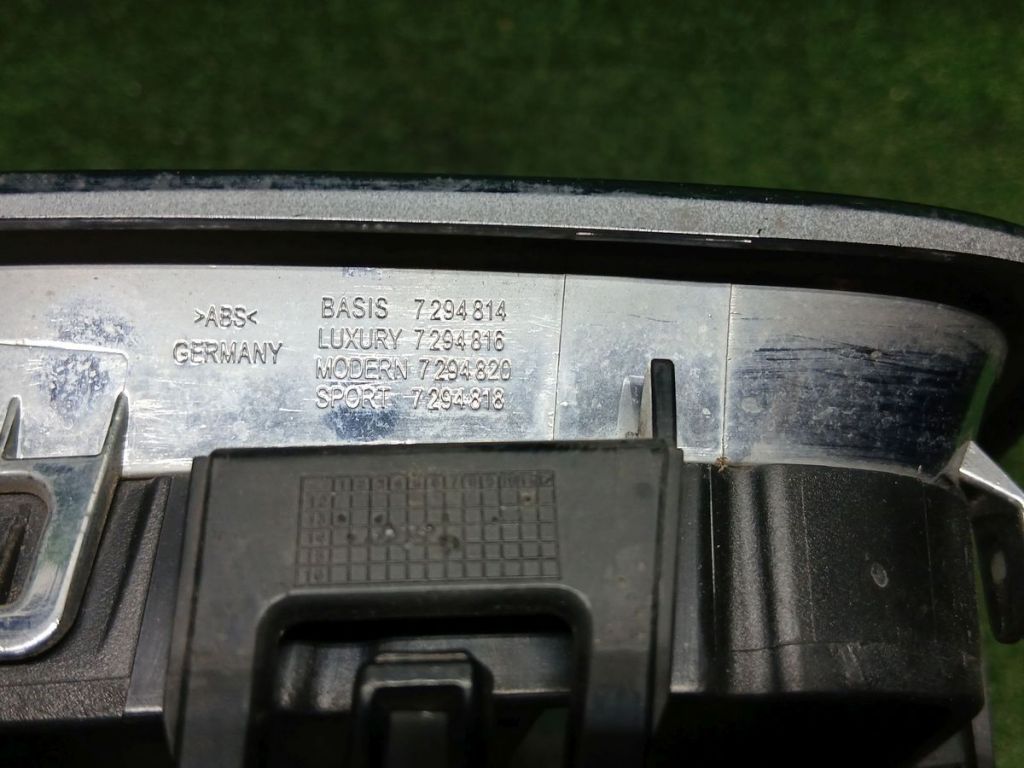 >ABS<
GERMANY
BASIS 7 294 814
LUXURY 7 294 816
MODERN 7 294 820
SPORT 7 294 818